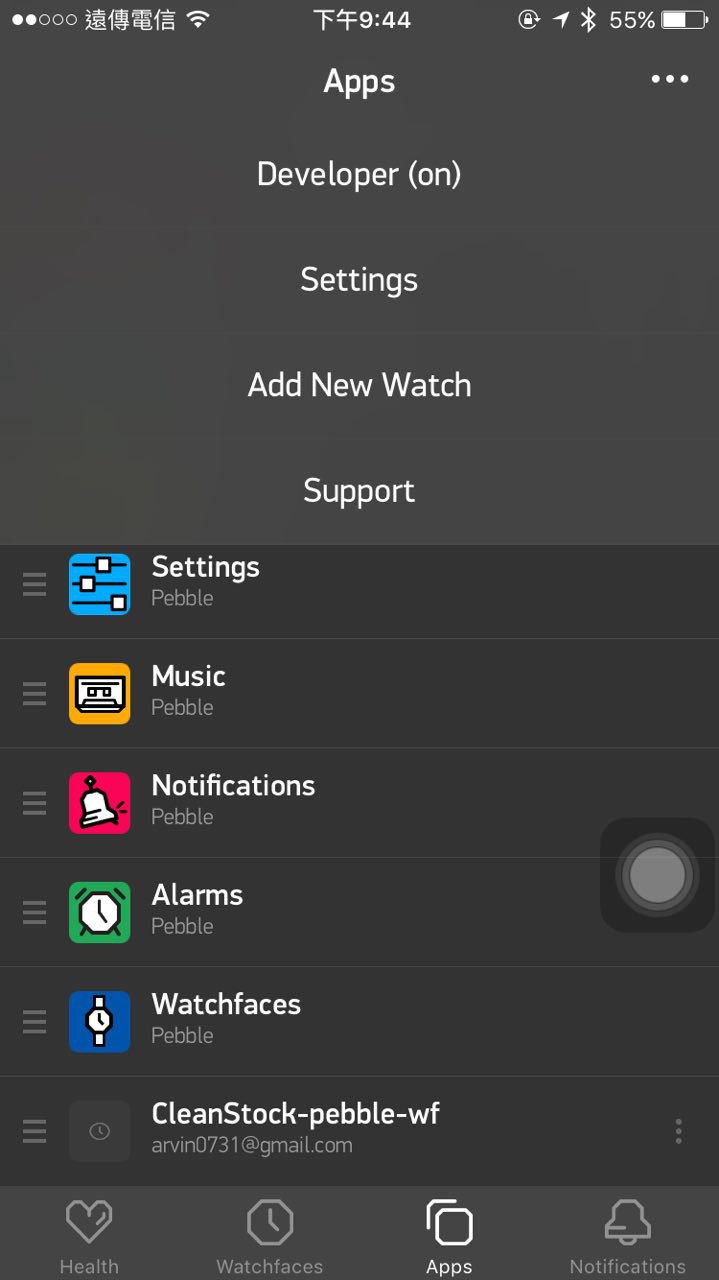 遠傳電信 下午9:44 55%
Apps
Developer (on)
Settings
Add New Watch
Support
Settings
Pebble
Music
Pebble
Notifications
Pebble
Alarms
Pebble
Watchfaces
Pebble
CleanStock-pebble-wf
arvin0731@gmail.com
Health Watchfaces Apps Notifications